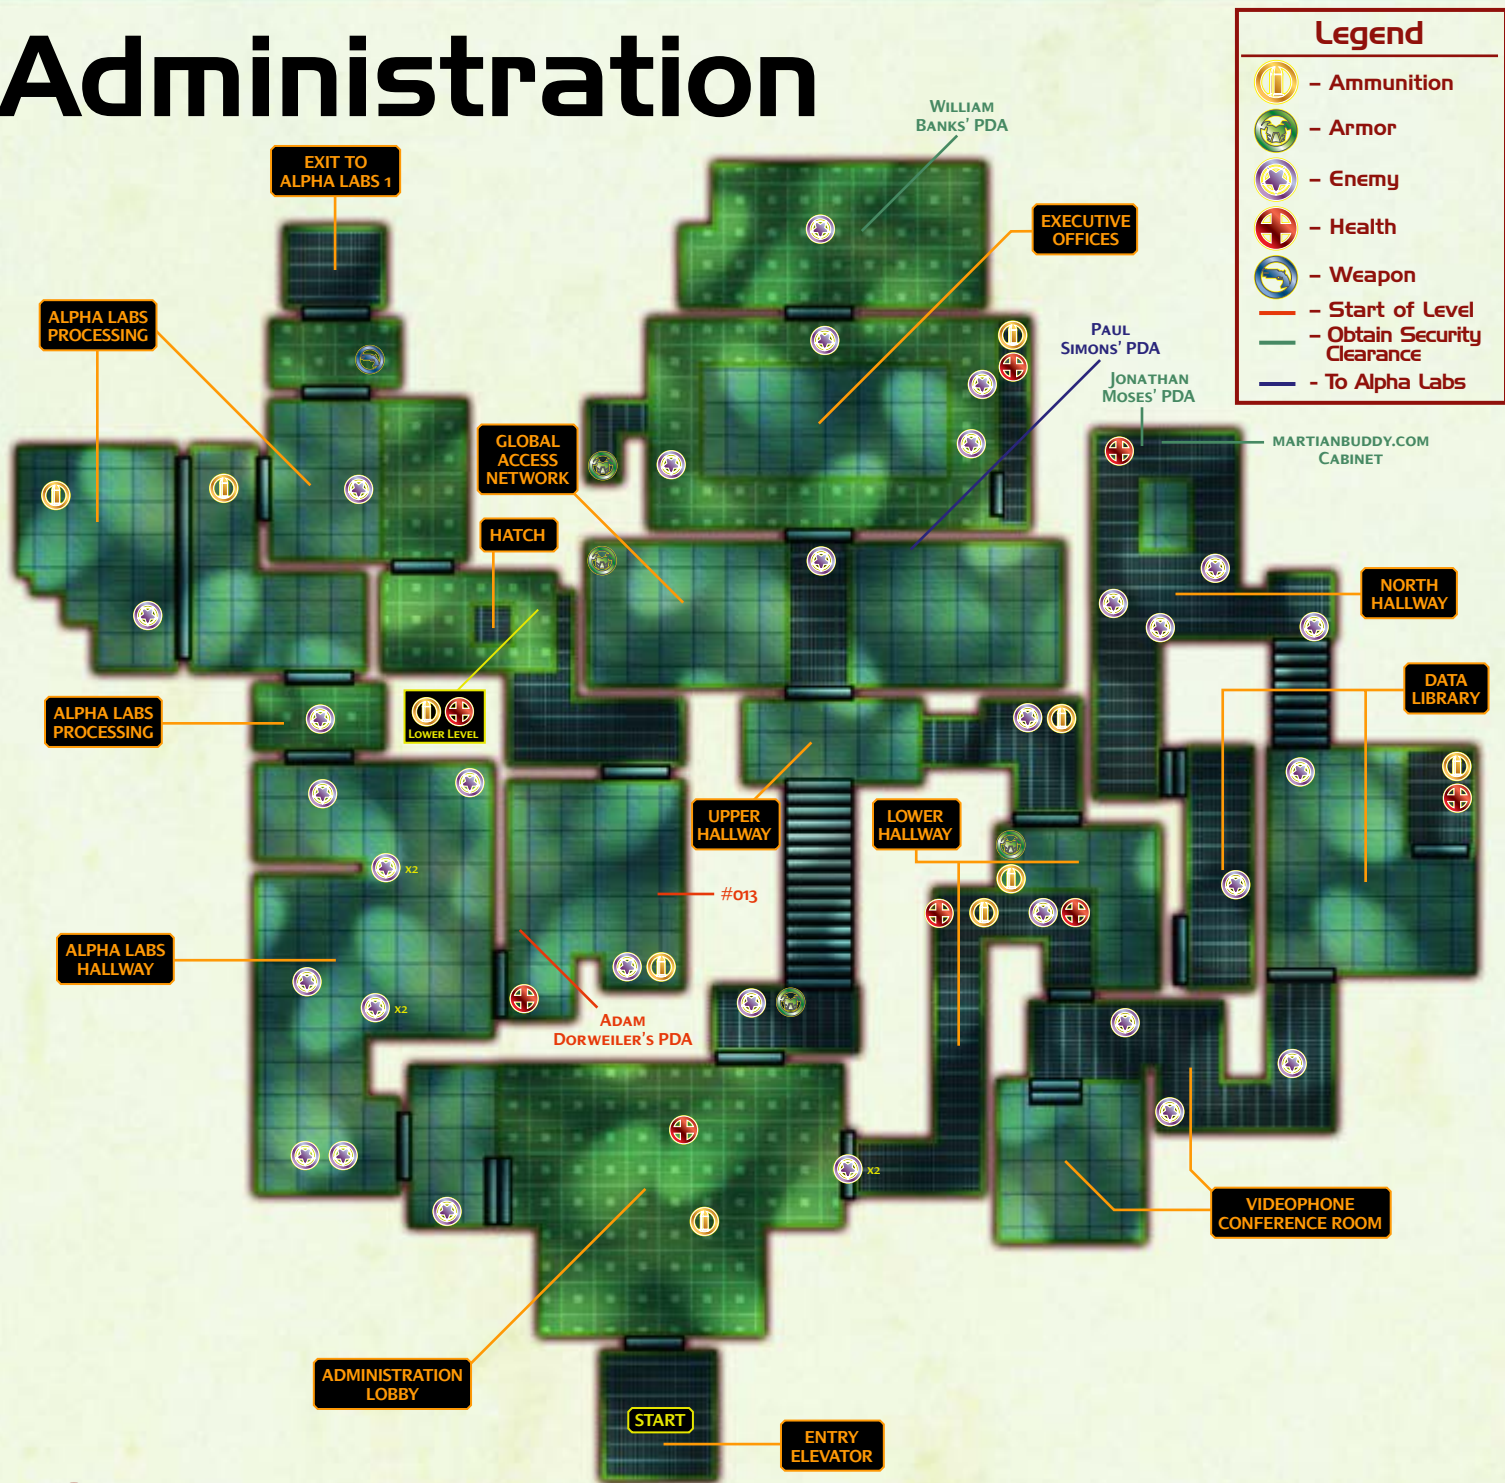 Administration
Legend
– Ammunition
– Armor
– Enemy
– Health
– Weapon
– Start of Level
– Obtain Security
Clearance
- To Alpha Labs
WILLIAM
BANKS' PDA
EXIT TO
ALPHA LABS 1
EXECUTIVE
OFFICES
ALPHA LABS
PROCESSING
PAUL
SIMONS' PDA
JONATHAN
MOSES' PDA
GLOBAL
ACCESS
NETWORK
MARTIANBUDDY.COM
CABINET
HATCH
NORTH
HALLWAY
DATA
LIBRARY
ALPHA LABS
PROCESSING
LOWER LEVEL
UPPER
HALLWAY
LOWER
HALLWAY
X2
#013
ALPHA LABS
HALLWAY
X2
ADAM
DORWEILER'S PDA
X2
VIDEOPHONE
CONFERENCE ROOM
ADMINISTRATION
LOBBY
START
ENTRY
ELEVATOR